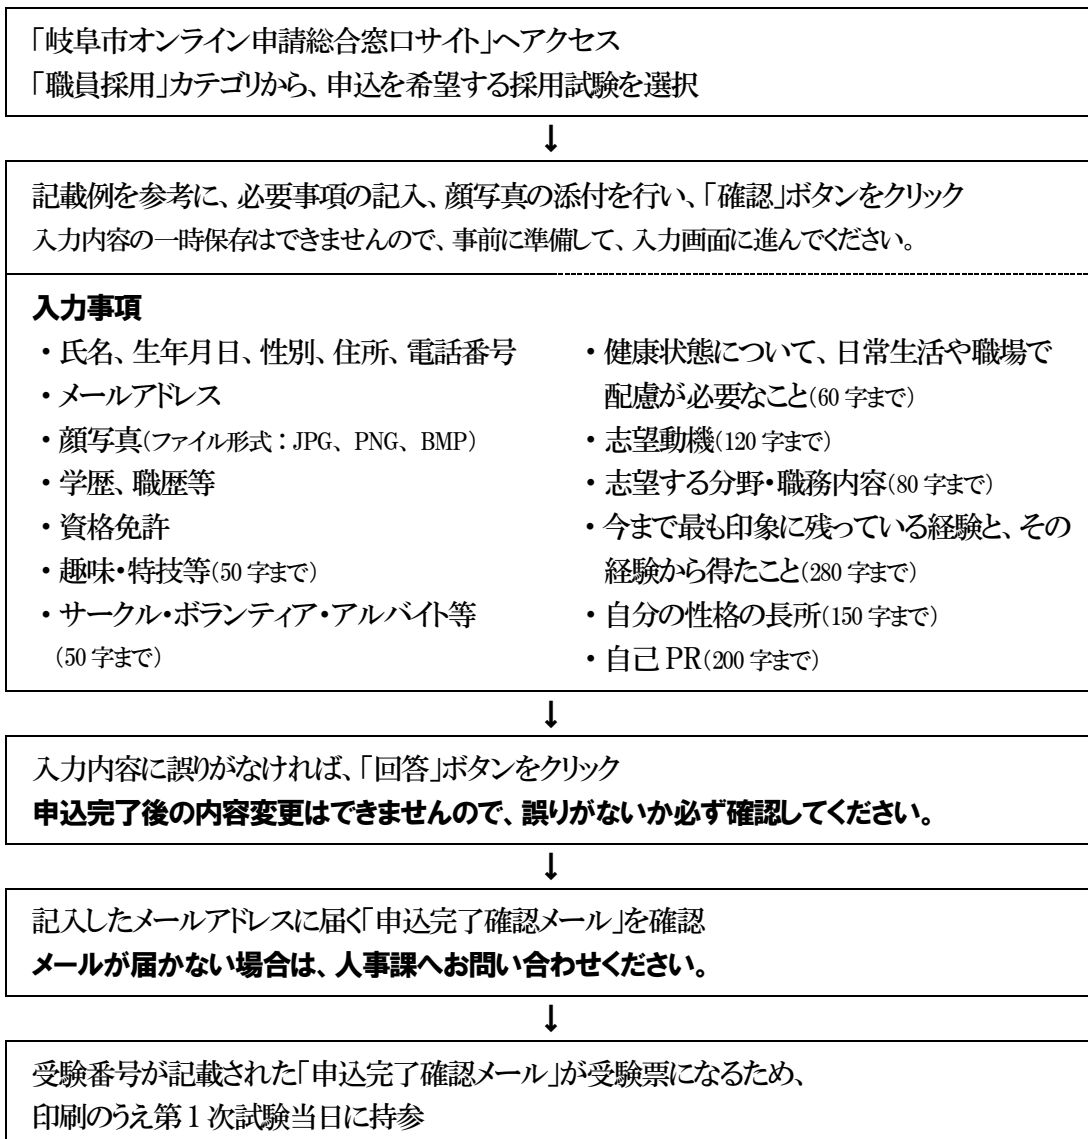 「岐阜市オンライン申請総合窓口サイト」へアクセス
「職員採用」カテゴリから、申込を希望する採用試験を選択
↓
記載例を参考に、必要事項の記入、顔写真の添付を行い、「確認」ボタンをクリック
入力内容の一時保存はできませんので、事前に準備して、入力画面に進んでください。
入力事項
・氏名、生年月日、性別、住所、電話番号
・メールアドレス
・顔写真(ファイル形式：JPG、PNG、BMP)
・学歴、職歴等
・資格免許
・趣味・特技等(50字まで)
・サークル・ボランティア・アルバイト等
(50字まで)
・健康状態について、日常生活や職場で
配慮が必要なこと(60字まで)
・志望動機(120字まで)
・志望する分野・職務内容(80字まで)
・今まで最も印象に残っている経験と、その
経験から得たこと(280字まで)
・自分の性格の長所(150字まで)
・自己PR(200字まで)
↓
入力内容に誤りがなければ、「回答」ボタンをクリック
申込完了後の内容変更はできませんので、誤りがないか必ず確認してください。
↓
記入したメールアドレスに届く「申込完了確認メール」を確認
メールが届かない場合は、人事課へお問い合わせください。
↓
受験番号が記載された「申込完了確認メール」が受験票になるため、
印刷のうえ第1次試験当日に持参